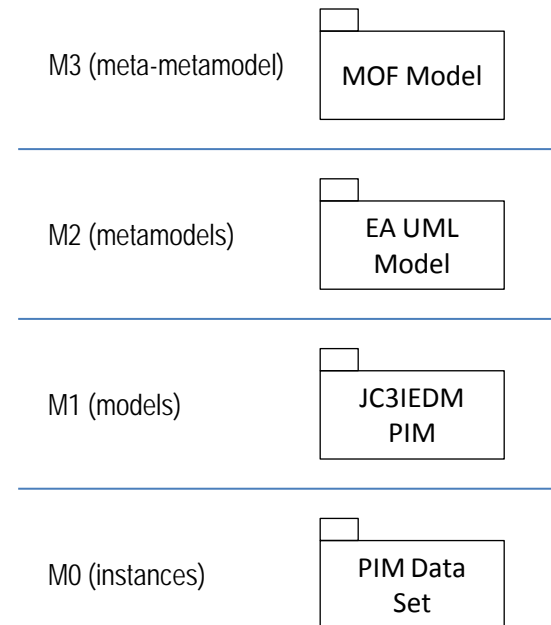 M3 (meta-metamodel)
MOF Model
M2 (metamodels)
EA UML
Model
M1 (models)
JC3IEDM
PIM
M0 (instances)
PIM Data
Set